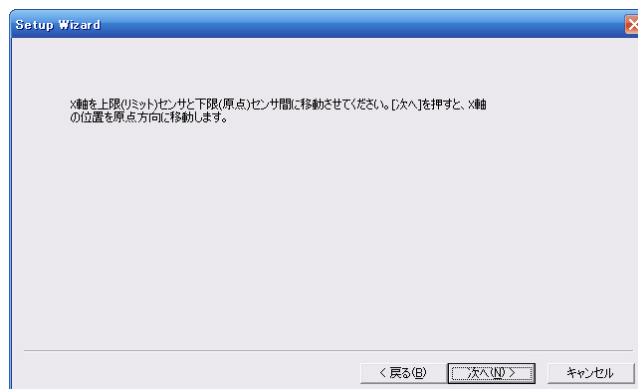 Setup Wizard
X軸を上限(リミット)センサと下限(原点)センサ間に移動させてください。[次へ]を押すと、X軸
の位置を原点方向に移動します。
< 戻る(B)
次へ(N) >
キャンセル